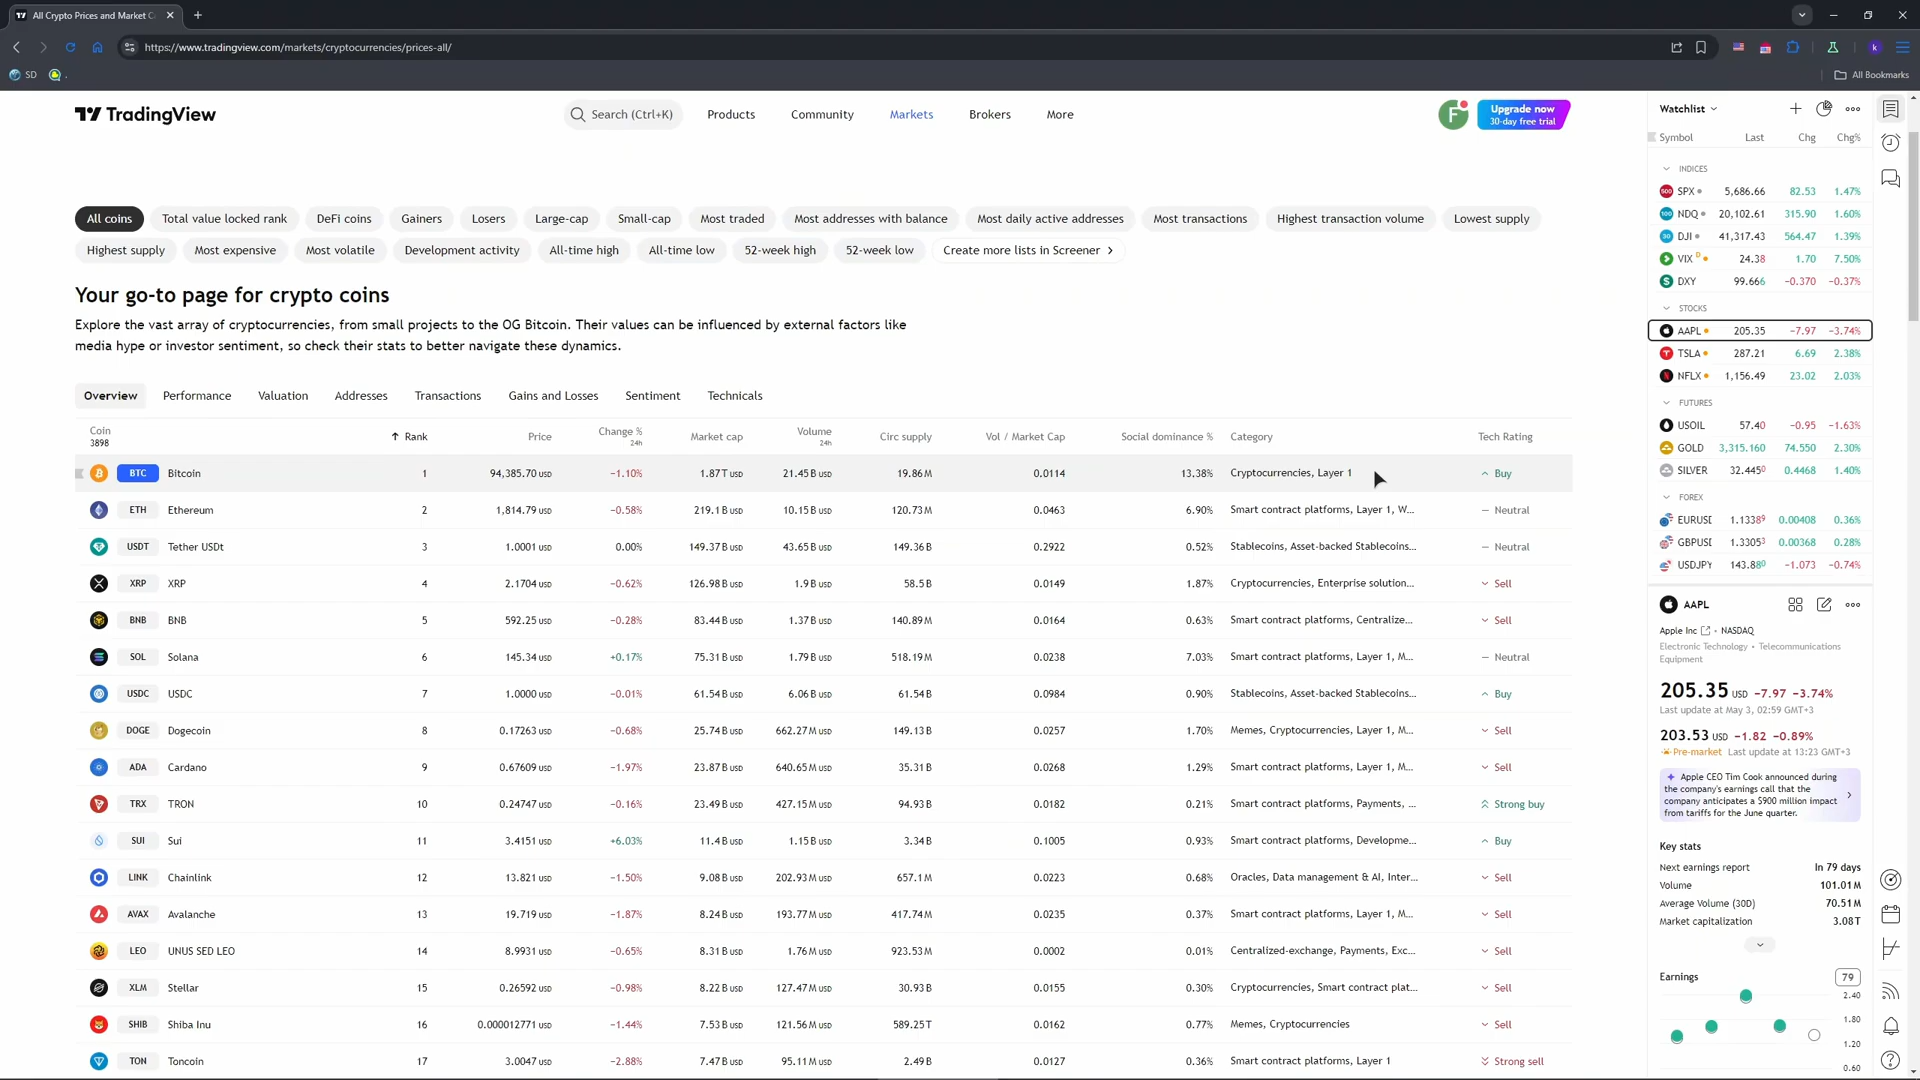 All Crypto Prices and Market C
https://www.tradingview.com/markets/cryptocurrencies/prices-all/
SD
All Bookmarks
TradingView
Search (Ctrl+K)
Products
Community
Markets
Brokers
More
F
Upgrade now
30-day free trial
All coins
Total value locked rank
DeFi coins
Gainers
Losers
Large-cap
Small-cap
Most traded
Most addresses with balance
Most daily active addresses
Most transactions
Highest transaction volume
Lowest supply
Highest supply
Most expensive
Most volatile
Development activity
All-time high
All-time low
52-week high
52-week low
Create more lists in Screener
Your go-to page for crypto coins
Explore the vast array of cryptocurrencies, from small projects to the OG Bitcoin. Their values can be influenced by external factors like
media hype or investor sentiment, so check their stats to better navigate these dynamics.
Overview Performance Valuation Addresses Transactions Gains and Losses Sentiment Technicals
Coin 3898 Rank Price Change % 24h Market cap Volume 24h Circ supply Vol / Market Cap Social dominance % Category Tech Rating
BTC Bitcoin 1 94,385.70 USD −1.10% 1.87 T USD 21.45 B USD 19.86 M 0.0114 13.38% Cryptocurrencies, Layer 1 Buy
ETH Ethereum 2 1,814.79 USD −0.58% 219.1 B USD 10.15 B USD 120.73 M 0.0463 6.90% Smart contract platforms, Layer 1, W... Neutral
USDT Tether USDt 3 1.0001 USD 0.00% 149.37 B USD 43.65 B USD 149.36 B 0.2922 0.52% Stablecoins, Asset-backed Stablecoins... Neutral
XRP XRP 4 2.1704 USD −0.62% 126.98 B USD 1.9 B USD 58.5 B 0.0149 1.87% Cryptocurrencies, Enterprise solution... Sell
BNB BNB 5 592.25 USD −0.28% 83.44 B USD 1.37 B USD 140.89 M 0.0164 0.63% Smart contract platforms, Centralize... Sell
SOL Solana 6 145.34 USD +0.17% 75.31 B USD 1.79 B USD 518.19 M 0.0238 7.03% Smart contract platforms, Layer 1, M... Neutral
USDC USDC 7 1.0000 USD −0.01% 61.54 B USD 6.06 B USD 61.54 B 0.0984 0.90% Stablecoins, Asset-backed Stablecoins... Buy
DOGE Dogecoin 8 0.17263 USD −0.68% 25.74 B USD 662.27 M USD 149.13 B 0.0257 1.70% Memes, Cryptocurrencies, Layer 1, M... Sell
ADA Cardano 9 0.67609 USD −1.97% 23.87 B USD 640.65 M USD 35.31 B 0.0268 1.29% Smart contract platforms, Layer 1, M... Sell
TRX TRON 10 0.24747 USD −0.16% 23.49 B USD 427.15 M USD 94.93 B 0.0182 0.21% Smart contract platforms, Payments, ... Strong buy
SUI Sui 11 3.4151 USD +6.03% 11.4 B USD 1.15 B USD 3.34 B 0.1005 0.93% Smart contract platforms, Developme... Buy
LINK Chainlink 12 13.821 USD −1.50% 9.08 B USD 202.93 M USD 657.1 M 0.0223 0.68% Oracles, Data management & AI, Inter... Sell
AVAX Avalanche 13 19.719 USD −1.87% 8.24 B USD 193.77 M USD 417.74 M 0.0235 0.37% Smart contract platforms, Layer 1, M... Sell
LEO UNUS SED LEO 14 8.9931 USD −0.65% 8.31 B USD 1.76 M USD 923.53 M 0.0002 0.01% Centralized-exchange, Payments, Exc... Sell
XLM Stellar 15 0.26592 USD −0.98% 8.22 B USD 127.47 M USD 30.93 B 0.0155 0.30% Cryptocurrencies, Smart contract plat... Sell
SHIB Shiba Inu 16 0.000012771 USD −1.44% 7.53 B USD 121.56 M USD 589.25 T 0.0162 0.77% Memes, Cryptocurrencies Sell
TON Toncoin 17 3.0047 USD −2.88% 7.47 B USD 95.11 M USD 2.49 B 0.0127 0.36% Smart contract platforms, Layer 1 Strong sell
Watchlist
Symbol Last Chg Chg%
INDICES
SPX 5,686.66 82.53 1.47%
NDQ 20,102.61 315.90 1.60%
DJI 41,317.43 564.47 1.39%
VIX D 24.38 1.70 7.50%
DXY 99.666 −0.370 −0.37%
STOCKS
AAPL 205.35 −7.97 −3.74%
TSLA 287.21 6.69 2.38%
NFLX 1,156.49 23.02 2.03%
FUTURES
USOIL 57.40 −0.95 −1.63%
GOLD 3,315.160 74.550 2.30%
SILVER 32.4450 0.4468 1.40%
FOREX
EURUSD 1.13389 0.00408 0.36%
GBPUSD 1.33053 0.00368 0.28%
USDJPY 143.880 −1.073 −0.74%
AAPL
Apple Inc • NASDAQ
Electronic Technology • Telecommunications
Equipment
205.35 USD −7.97 −3.74%
Last update at May 3, 02:59 GMT+3
203.53 USD −1.82 −0.89%
Pre-market Last update at 13:23 GMT+3
Apple CEO Tim Cook announced during
the company's earnings call that the
company anticipates a $900 million impact
from tariffs for the June quarter.
Key stats
Next earnings report In 79 days
Volume 101.01 M
Average Volume (30D) 70.51 M
Market capitalization 3.08 T
Earnings 79
2.40
1.80
1.20
0.60